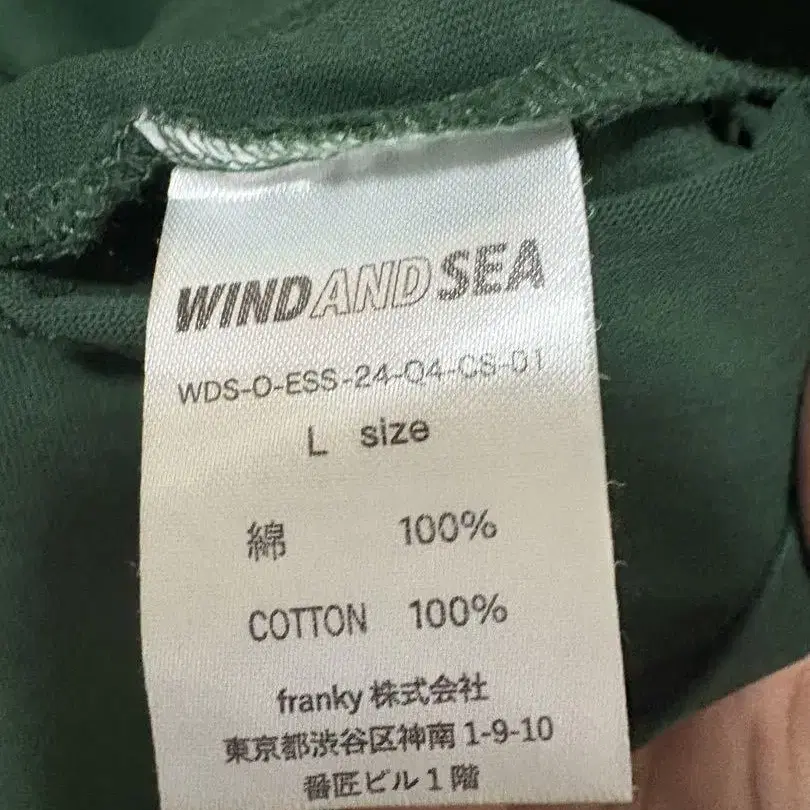 WINDANDSEA
WDS-O-ESS-24-Q4-CS-01
L size
綿 100%
COTTON 100%
franky 株式会社
東京都渋谷区神南 1-9-10
番匠ビル 1 階